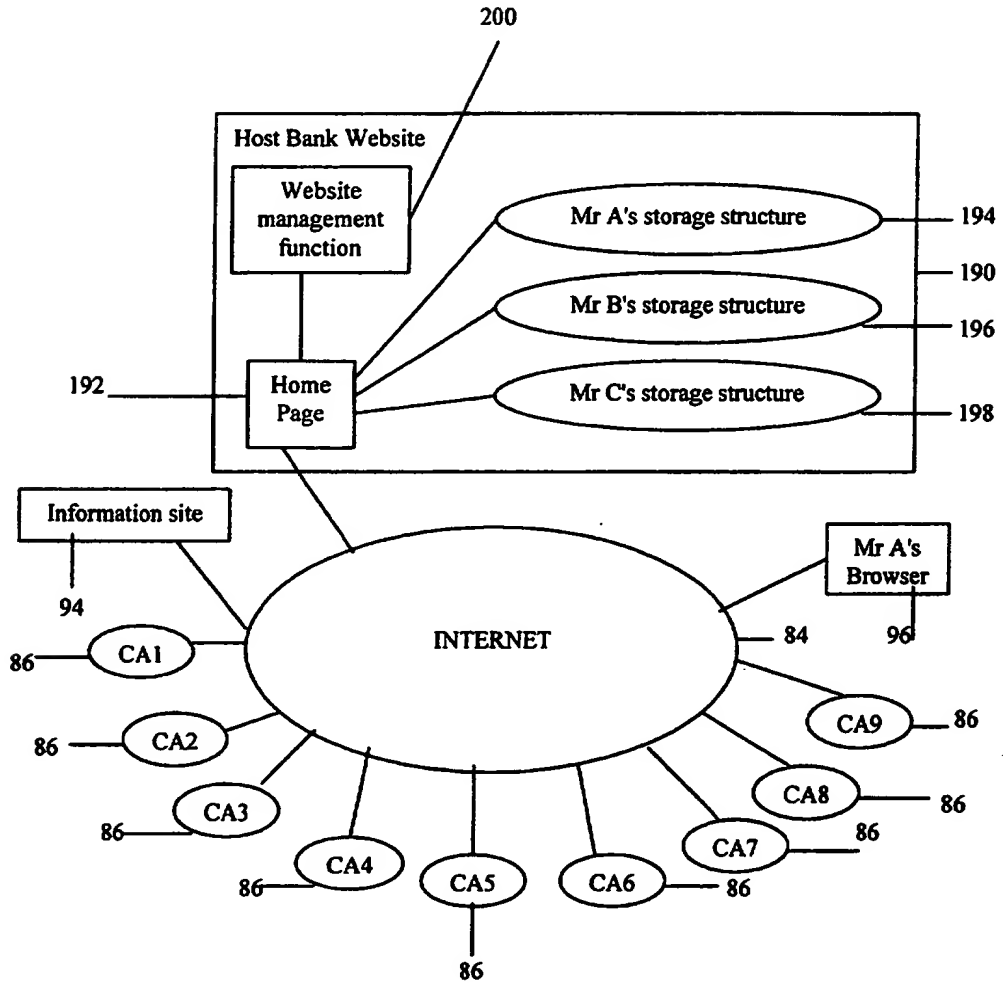 200
Host Bank Website
Website
management
function
Mr A's storage structure
194
190
Mr B's storage structure
196
192
Home
Page
Mr C's storage structure
198
Information site
94
Mr A's
Browser
96
INTERNET
84
86
CA1
86
CA2
86
CA3
86
CA4
CA5
86
CA6
86
CA7
86
CA8
86
CA9
86